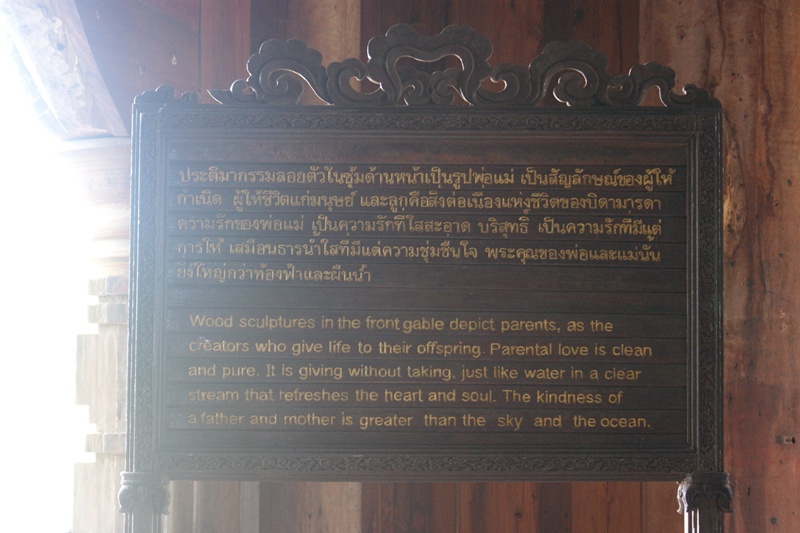 ประติมากรรมลอยตัวในซุ้มด้านหน้าเป็นรูปพ่อแม่ เป็นสัญลักษณ์ของผู้ให้
กำเนิด ผู้ให้ชีวิตแก่มนุษย์ และลูกคือสิ่งต่อเนื่องแห่งชีวิตของบิดามารดา
ความรักของพ่อแม่ เป็นความรักที่ใสสะอาด บริสุทธิ์ เป็นความรักที่มีแต่
การให้ เสมือนธารน้ำใสที่มีแต่ความชุ่มชื่นใจ พระคุณของพ่อและแม่นั้น
ยิ่งใหญ่กว่าท้องฟ้าและผืนน้ำ
Wood sculptures in the front gable depict parents, as the
creators who give life to their offspring. Parental love is clean
and pure. It is giving without taking, just like water in a clear
stream that refreshes the heart and soul. The kindness of
a father and mother is greater than the sky and the ocean.